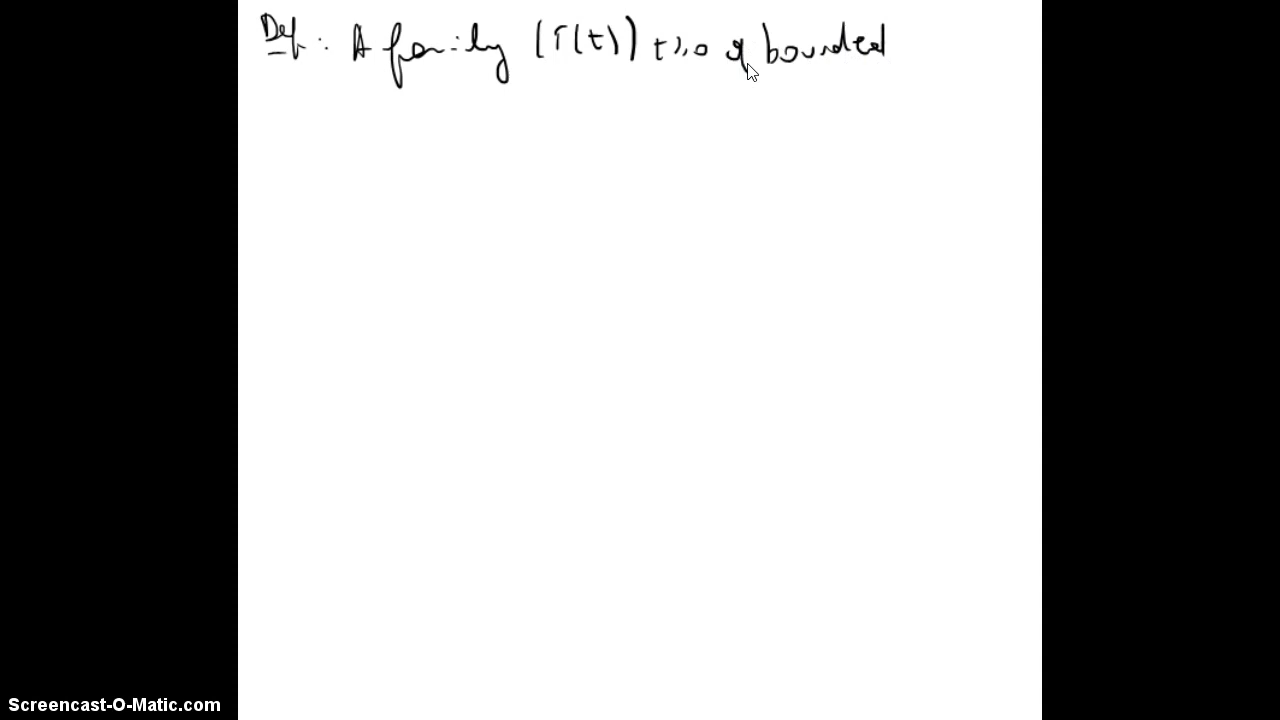 Def: A family (T(t)) t≥0 of bounded
Screencast-O-Matic.com